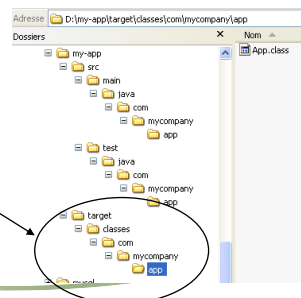 Adresse D:\my-app\target\classes\com\mycompany\app
Dossiers
Nom
App.class
my-app
src
main
java
com
mycompany
app
test
java
com
mycompany
app
target
classes
com
mycompany
app
mysql